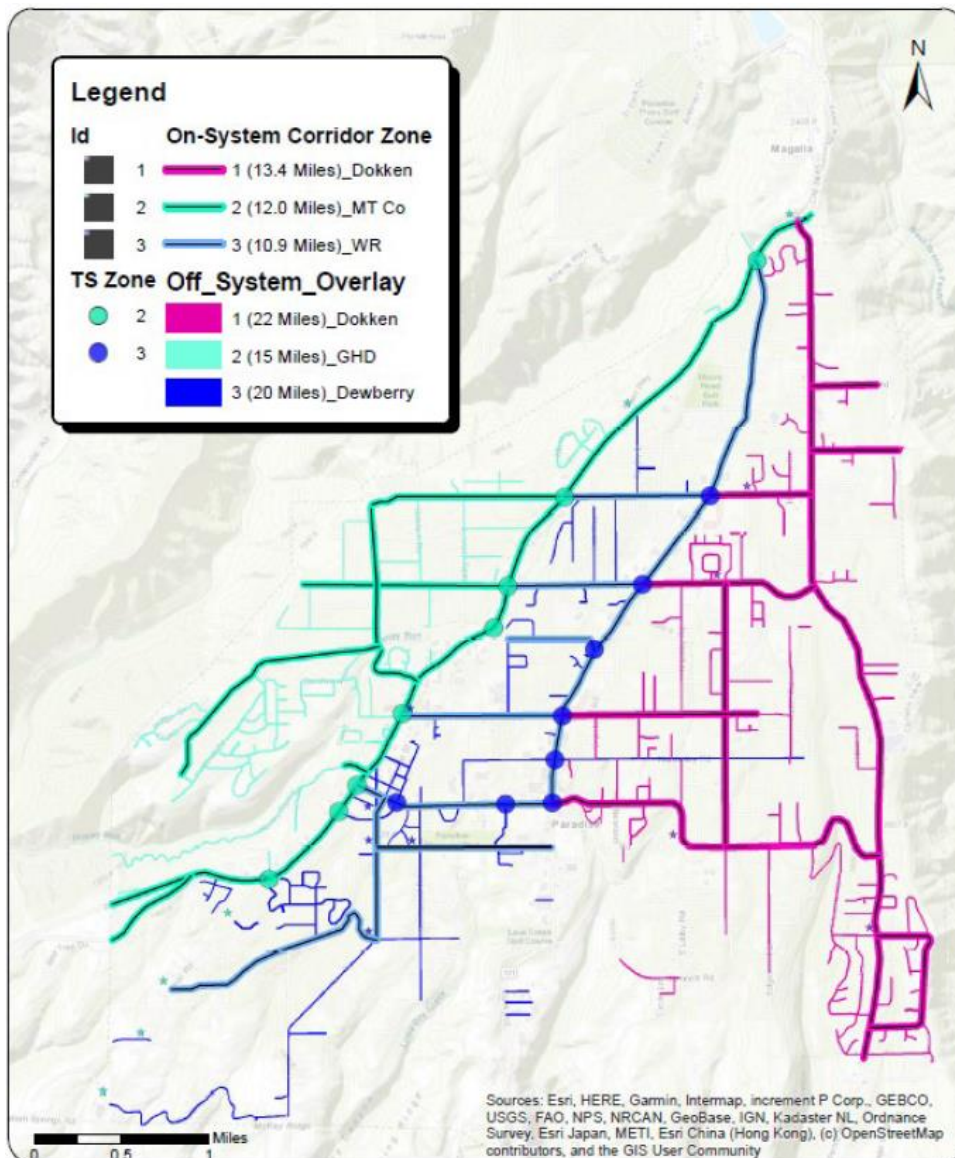 N
Legend
Id On-System Corridor Zone
1 1 (13.4 Miles)_Dokken
2 2 (12.0 Miles)_MT Co
3 3 (10.9 Miles)_WR
TS Zone Off_System_Overlay
2 1 (22 Miles)_Dokken
3 2 (15 Miles)_GHD
3 (20 Miles)_Dewberry
Magalia
Paradise
Sources: Esri, HERE, Garmin, Intermap, increment P Corp., GEBCO,
USGS, FAO, NPS, NRCAN, GeoBase, IGN, Kadaster NL, Ordnance
Survey, Esri Japan, METI, Esri China (Hong Kong), (c) OpenStreetMap
contributors, and the GIS User Community
Miles
0 0.5 1